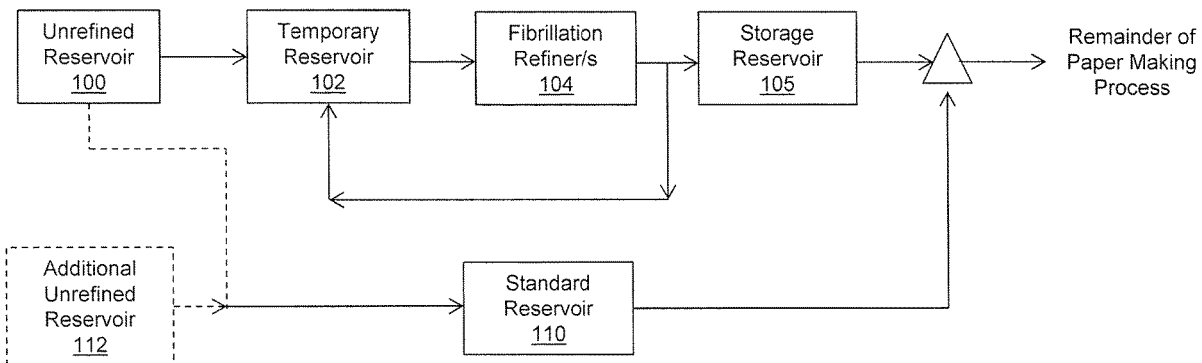 Unrefined
Reservoir
100
Temporary
Reservoir
102
Fibrillation
Refiner/s
104
Storage
Reservoir
105
Remainder of
Paper Making
Process
Additional
Unrefined
Reservoir
112
Standard
Reservoir
110